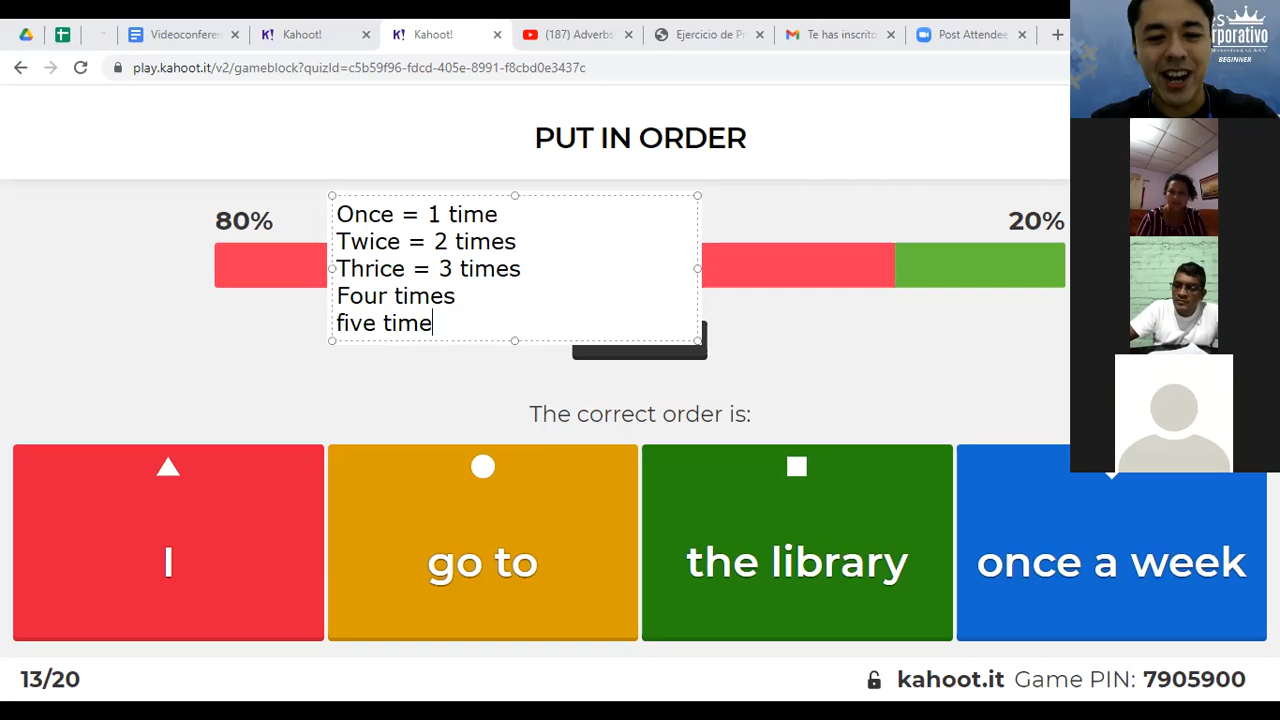 Videoconferen
Kahoot!
Kahoot!
(187) Adverbs
Ejercicio de Pr
Te has inscrito
Post Attendee
play.kahoot.it/v2/gameblock?quizId=c5b59f96-fdcd-405e-8991-f8cbd0e3437c
es
rporativo
BEGINNER
PUT IN ORDER
80%
20%
Once = 1 time
Twice = 2 times
Thrice = 3 times
Four times
five time
The correct order is:
I
go to
the library
once a week
13/20
kahoot.it Game PIN: 7905900